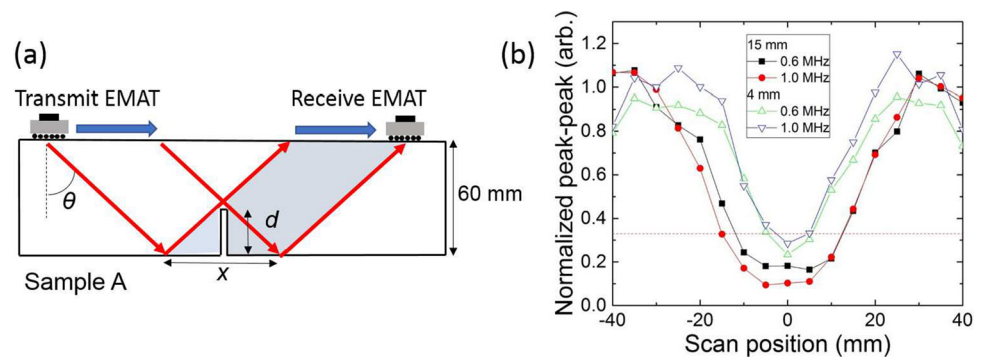 (a)
Transmit EMAT
Receive EMAT
θ
d
60 mm
x
Sample A
(b)
Normalized peak-peak (arb.)
1.2
1.0
0.8
0.6
0.4
0.2
0.0
15 mm
0.6 MHz
1.0 MHz
4 mm
0.6 MHz
1.0 MHz
-40
-20
0
20
40
Scan position (mm)